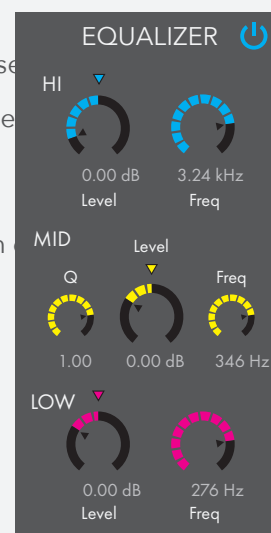 EQUALIZER
HI
0.00 dB 3.24 kHz
Level Freq
MID
Level
Q Freq
1.00 0.00 dB 346 Hz
LOW
0.00 dB 276 Hz
Level Freq